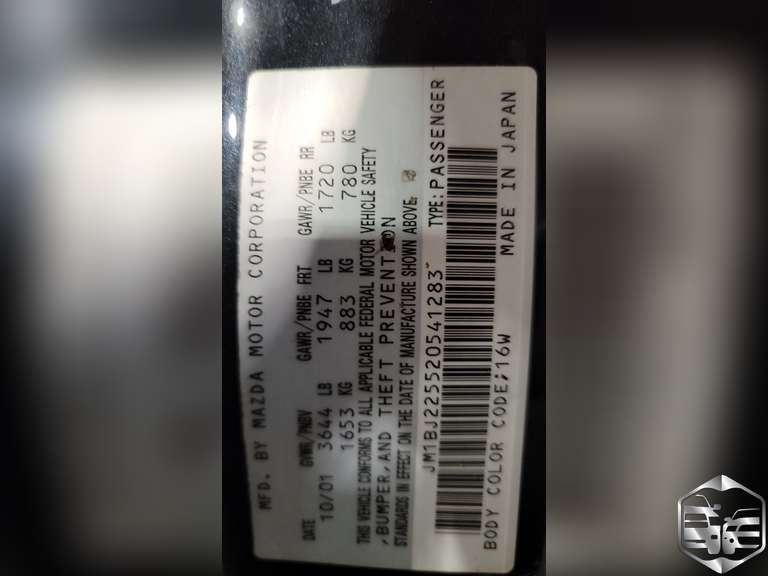 MFD. BY MAZDA MOTOR CORPORATION
DATE GVWR/PNBV GAWR/PNBE FRT GAWR/PNBE RR
10/01 3644 LB 1947 LB 1720 LB
1653 KG 883 KG 780 KG
THIS VEHICLE CONFORMS TO ALL APPLICABLE FEDERAL MOTOR VEHICLE SAFETY
,BUMPER,AND THEFT PREVENTION
STANDARDS IN EFFECT ON THE DATE OF MANUFACTURE SHOWN ABOVE.
JM1BJ225520541283 TYPE:PASSENGER
BODY COLOR CODE;16W MADE IN JAPAN